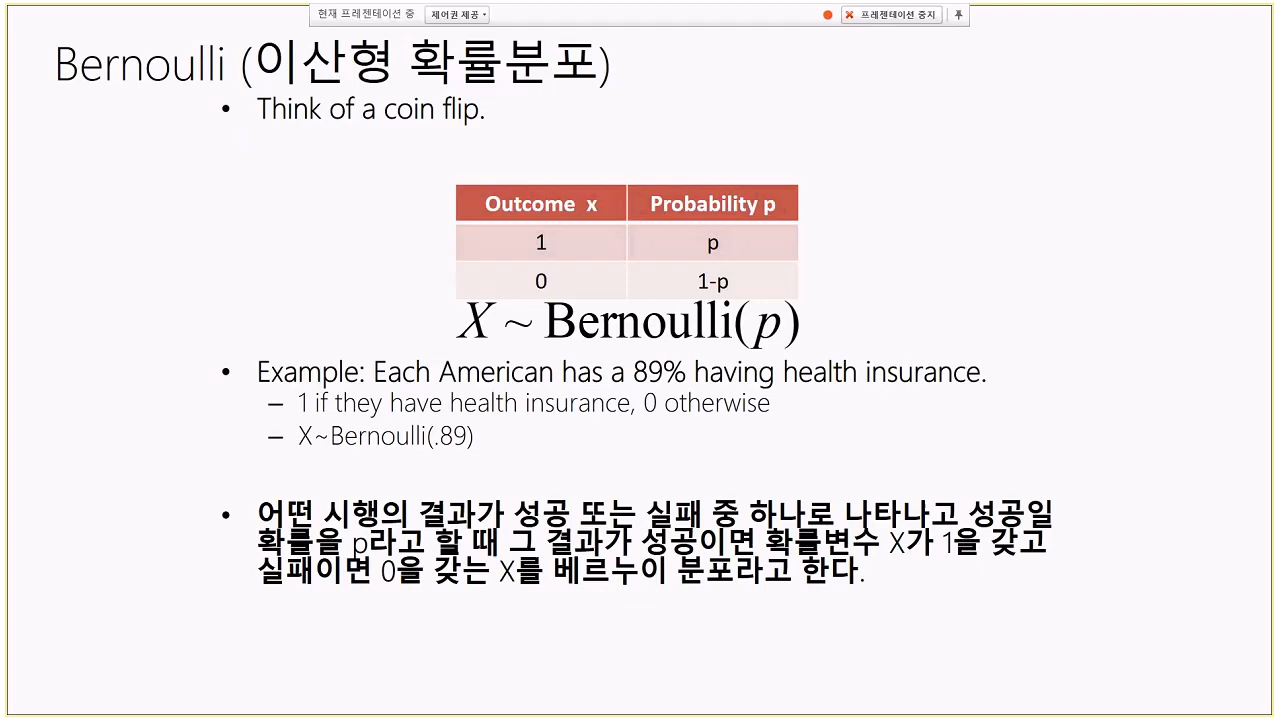 현재 프레젠테이션 중 제어권 제공 프레젠테이션 중지
Bernoulli (이산형 확률분포)
• Think of a coin flip.
Outcome x Probability p
1 p
0 1-p
X ~ Bernoulli(p)
• Example: Each American has a 89% having health insurance.
– 1 if they have health insurance, 0 otherwise
– X~Bernoulli(.89)
• 어떤 시행의 결과가 성공 또는 실패 중 하나로 나타나고 성공일
확률을 p라고 할 때 그 결과가 성공이면 확률변수 X가 1을 갖고
실패이면 0을 갖는 X를 베르누이 분포라고 한다.